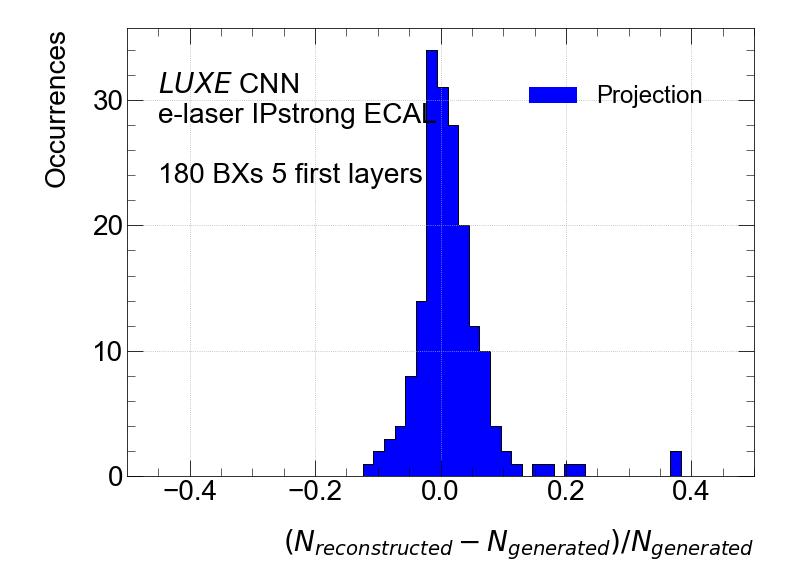 Occurrences
LUXE CNN
e-laser IPstrong ECAL
180 BXs 5 first layers
Projection
30
20
10
0
−0.4 −0.2 0.0 0.2 0.4
(N_reconstructed − N_generated)/N_generated